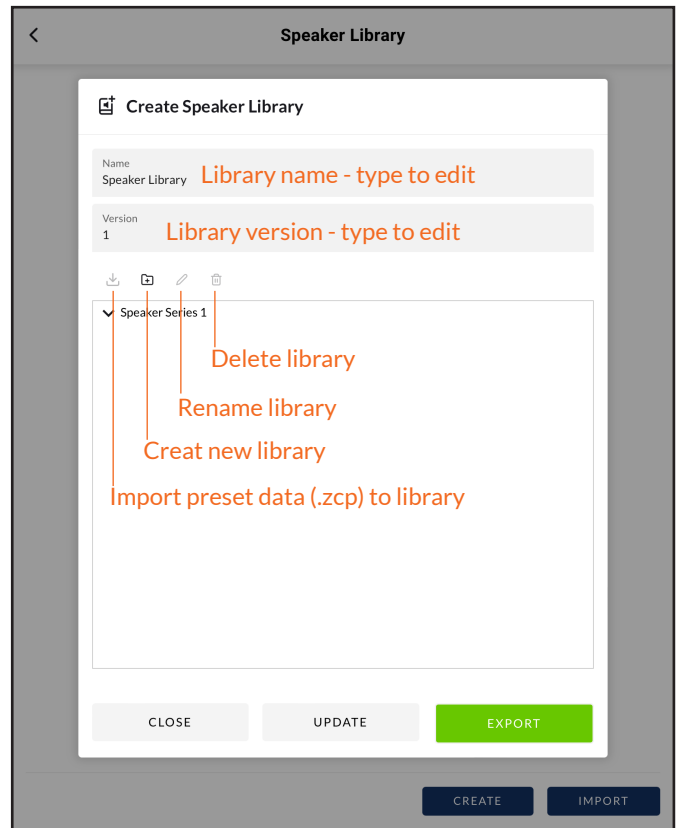 Speaker Library
Create Speaker Library
Name
Speaker Library
Library name - type to edit
Version
1
Library version - type to edit
Speaker Series 1
Delete library
Rename library
Creat new library
Import preset data (.zcp) to library
CLOSE
UPDATE
EXPORT
CREATE
IMPORT